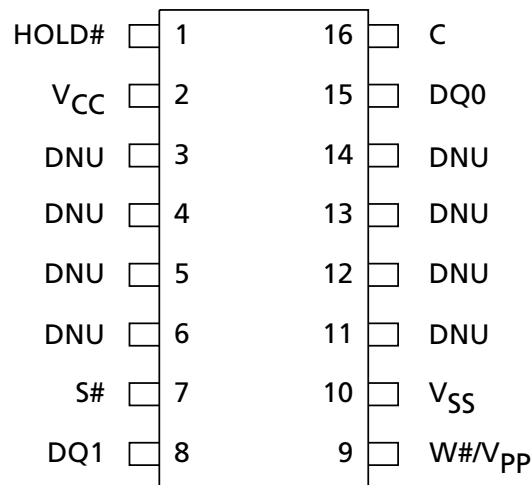 HOLD# 1 16 C
VCC 2 15 DQ0
DNU 3 14 DNU
DNU 4 13 DNU
DNU 5 12 DNU
DNU 6 11 DNU
S# 7 10 VSS
DQ1 8 9 W#/VPP